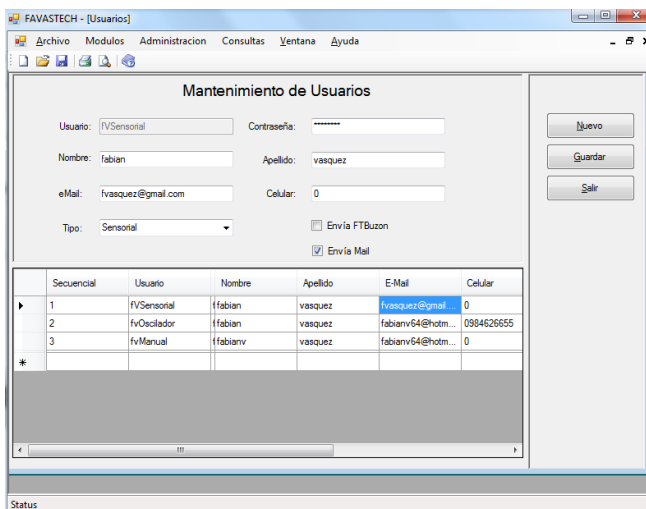 FAVASTECH - [Usuarios]
Archivo Modulos Administracion Consultas Ventana Ayuda
Mantenimiento de Usuarios
Usuario: fVSensorial Contraseña: ********
Nuevo
Nombre: fabian Apellido: vasquez
Guardar
eMail: fvasquez@gmail.com Celular: 0
Salir
Tipo: Sensorial Envía FTBuzon
Envía Mail
Secuencial Usuario Nombre Apellido E-Mail Celular
1 fVSensorial f fabian vasquez fvasquez@gmail.... 0
2 fvOscilador f fabian vasquez fabianv64@hotm... 0984626655
3 fvManual f fabianv vasquez fabianv64@hotm... 0
Status